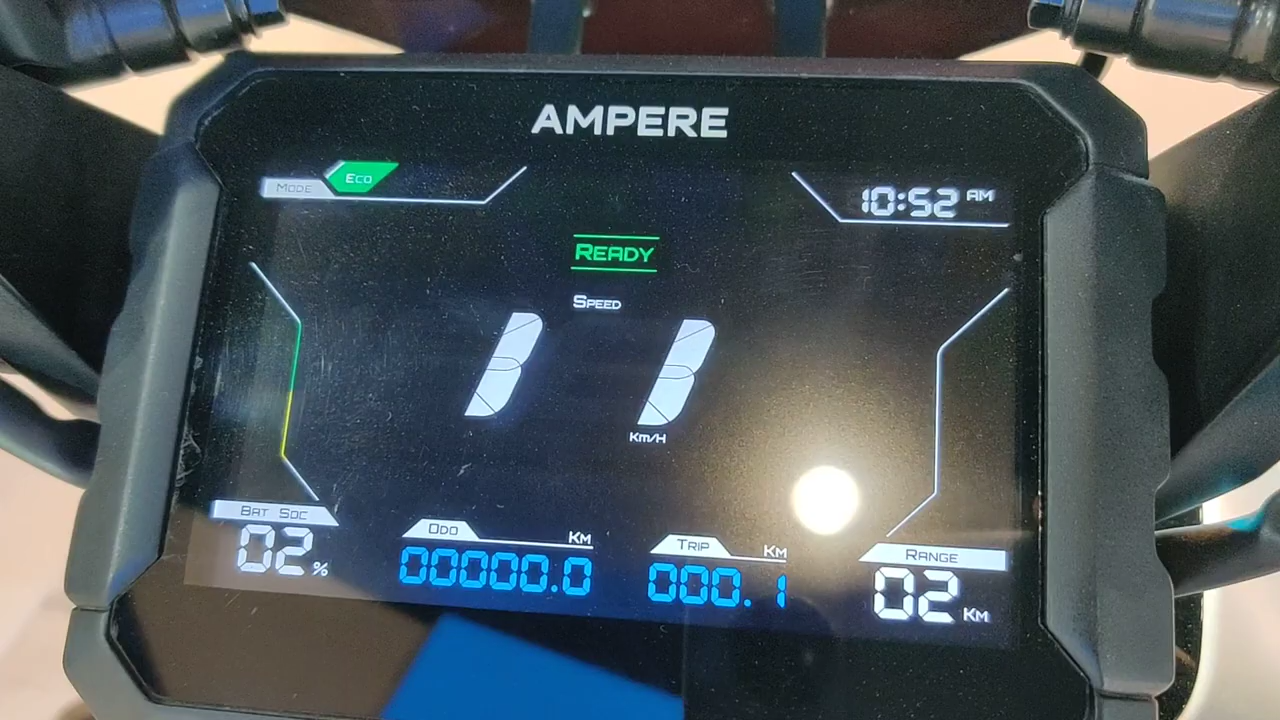 AMPERE
MODE ECO
10:52 AM
READY
SPEED
11
Km/H
BAT SOC
02 %
ODO KM
00000.0
TRIP KM
000.1
RANGE
02 KM